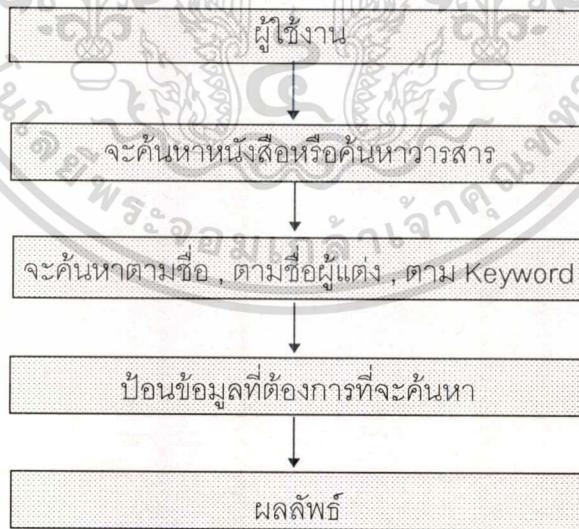 ผู้ใช้งาน
จะค้นหาหนังสือหรือค้นหาวารสาร
จะค้นหาตามชื่อ , ตามชื่อผู้แต่ง , ตาม Keyword
ป้อนข้อมูลที่ต้องการที่จะค้นหา
ผลลัพธ์